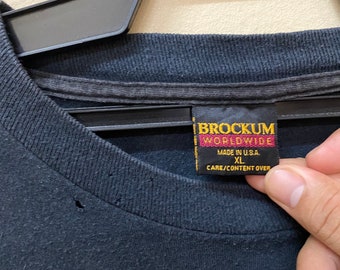 BROCKUM
WORLDWIDE
MADE IN U.S.A.
XL
CARE/CONTENT OVER